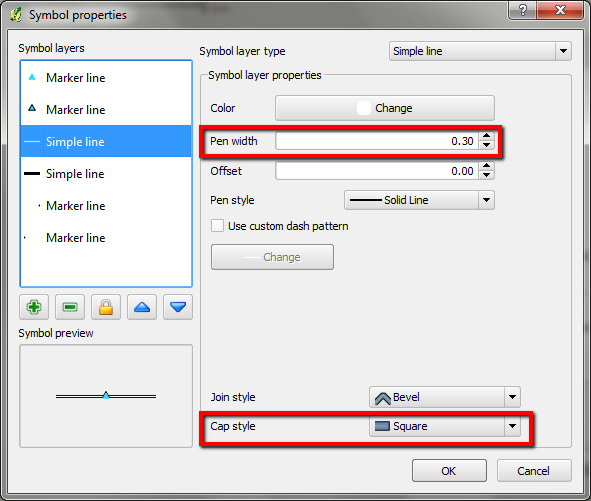 Symbol properties
Symbol layers
Marker line
Marker line
Simple line
Simple line
Marker line
Marker line
Symbol preview
Symbol layer type
Simple line
Symbol layer properties
Color
Change
Pen width
0.30
Offset
0.00
Pen style
Solid Line
Use custom dash pattern
Change
Join style
Bevel
Cap style
Square
OK
Cancel